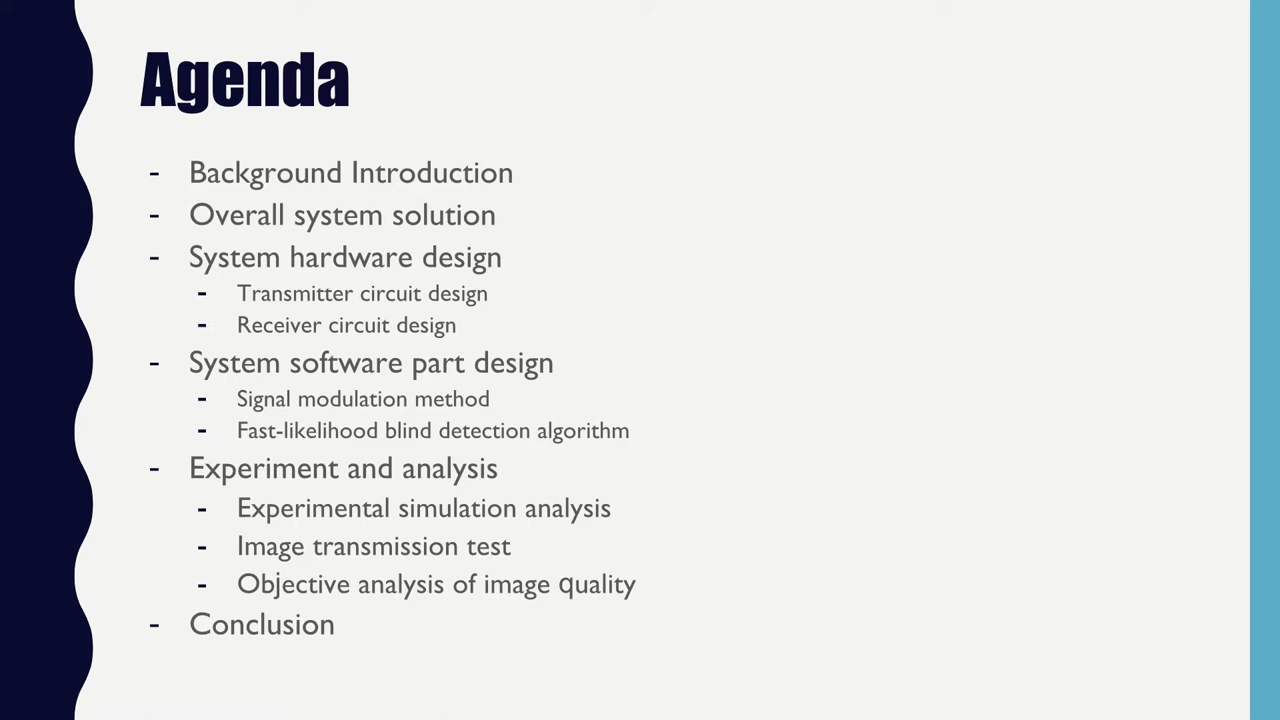 Agenda
- Background Introduction
- Overall system solution
- System hardware design
- Transmitter circuit design
- Receiver circuit design
- System software part design
- Signal modulation method
- Fast-likelihood blind detection algorithm
- Experiment and analysis
- Experimental simulation analysis
- Image transmission test
- Objective analysis of image quality
- Conclusion